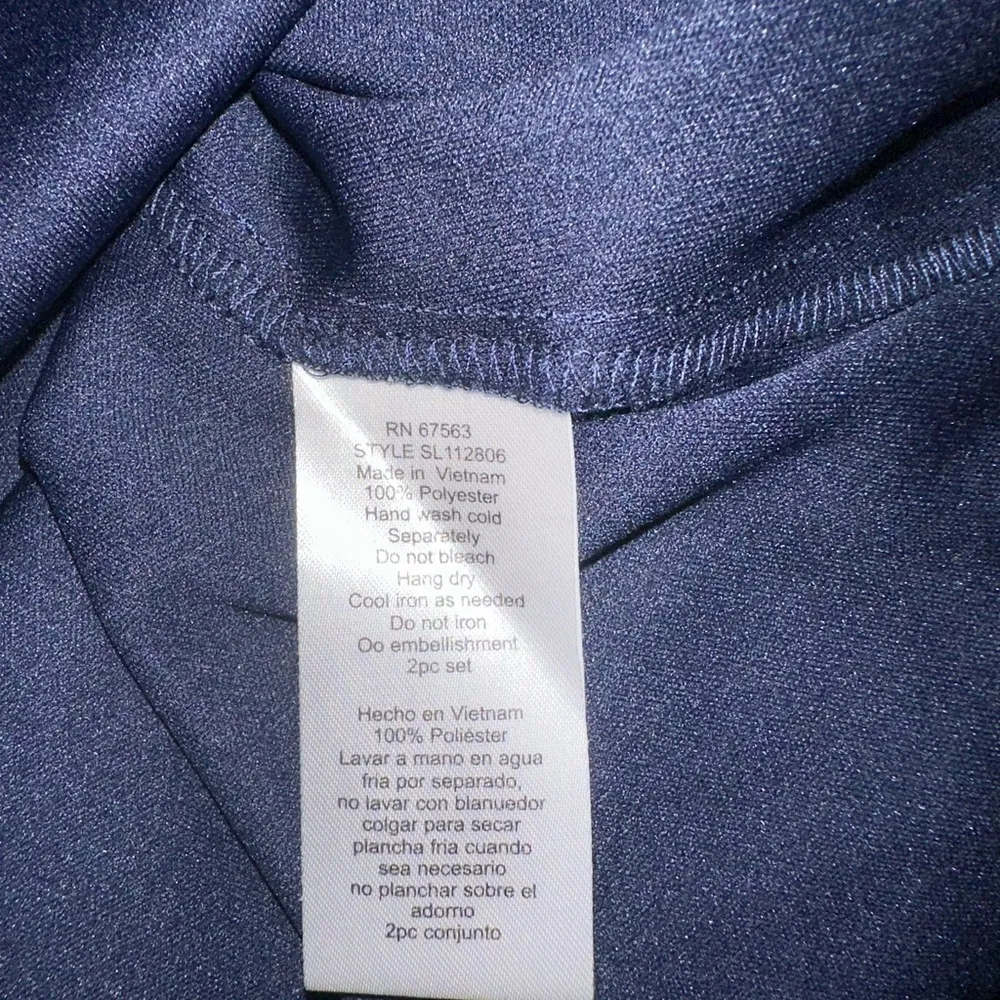 RN 67563
STYLE SL112806
Made in Vietnam
100% Polyester
Hand wash cold
Separately
Do not bleach
Hang dry
Cool iron as needed
Do not iron
Oo embellishment
2pc set
Hecho en Vietnam
100% Poliéster
Lavar a mano en agua
fria por separado,
no lavar con blanuedor
colgar para secar
plancha fria cuando
sea necesario
no planchar sobre el
adorno
2pc conjunto